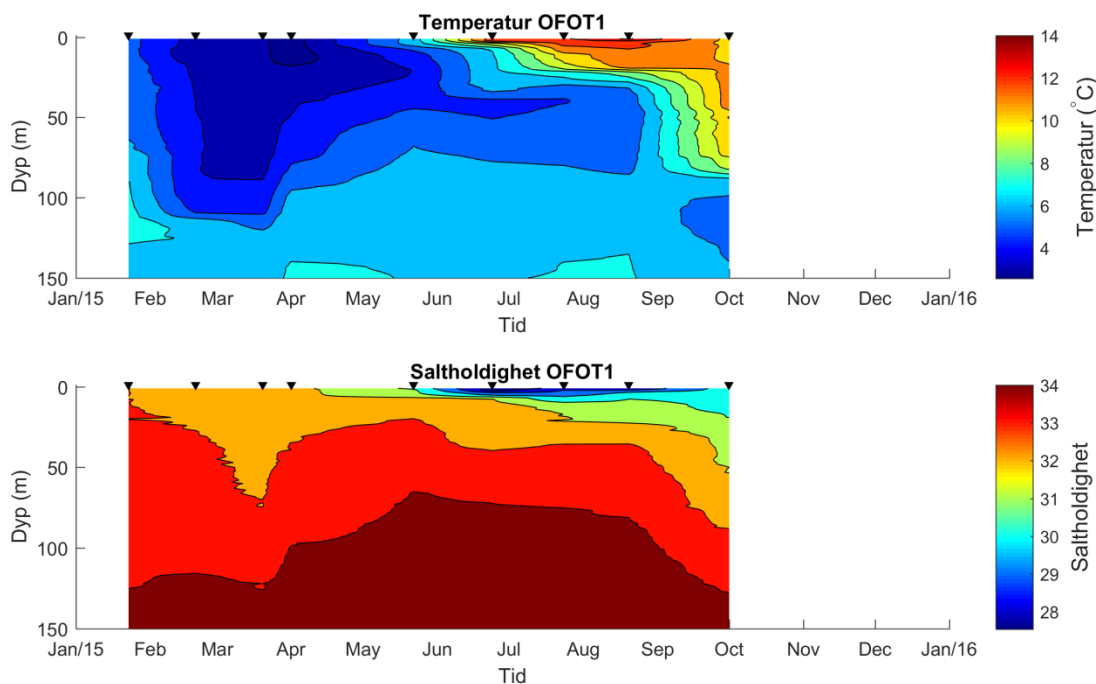 Temperatur OFOT1
0
50
100
150
Dyp (m)
Jan/15 Feb Mar Apr May Jun Jul Aug Sep Oct Nov Dec Jan/16
Tid
14
12
10
8
6
4
Temperatur (°C)
Saltholdighet OFOT1
0
50
100
150
Dyp (m)
Jan/15 Feb Mar Apr May Jun Jul Aug Sep Oct Nov Dec Jan/16
Tid
34
33
32
31
30
29
28
Saltholdighet